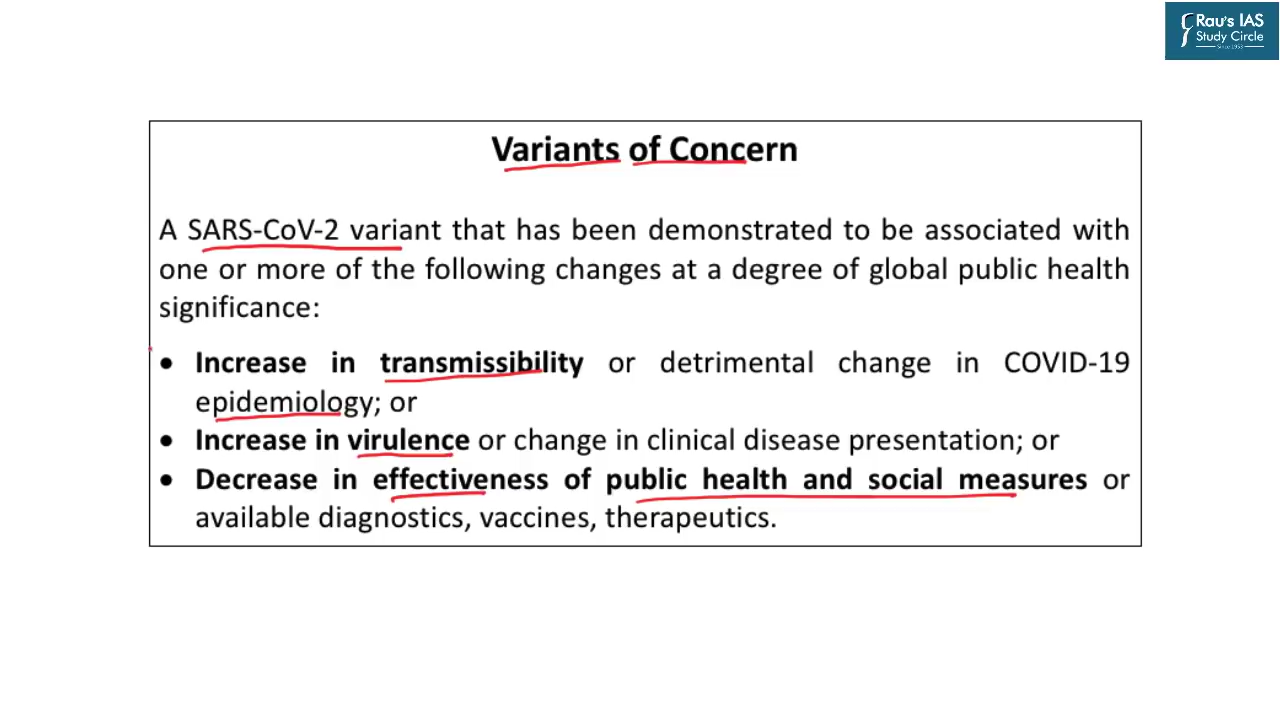 Rau's IAS
Study Circle
Since 1953
Variants of Concern
A SARS-CoV-2 variant that has been demonstrated to be associated with
one or more of the following changes at a degree of global public health
significance:
• Increase in transmissibility or detrimental change in COVID-19
epidemiology; or
• Increase in virulence or change in clinical disease presentation; or
• Decrease in effectiveness of public health and social measures or
available diagnostics, vaccines, therapeutics.